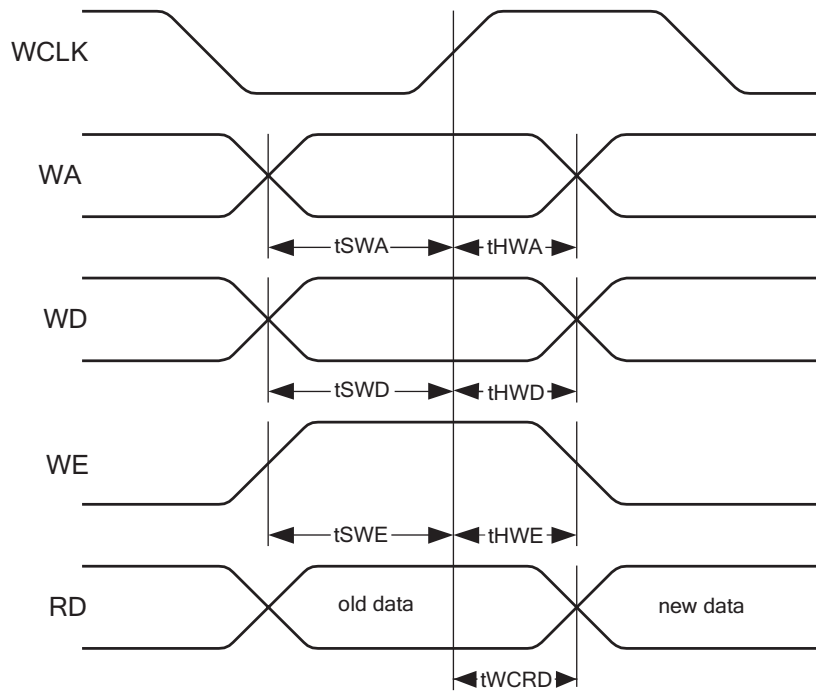 WCLK
WA
tSWA
tHWA
WD
tSWD
tHWD
WE
tSWE
tHWE
RD
old data
new data
tWCRD